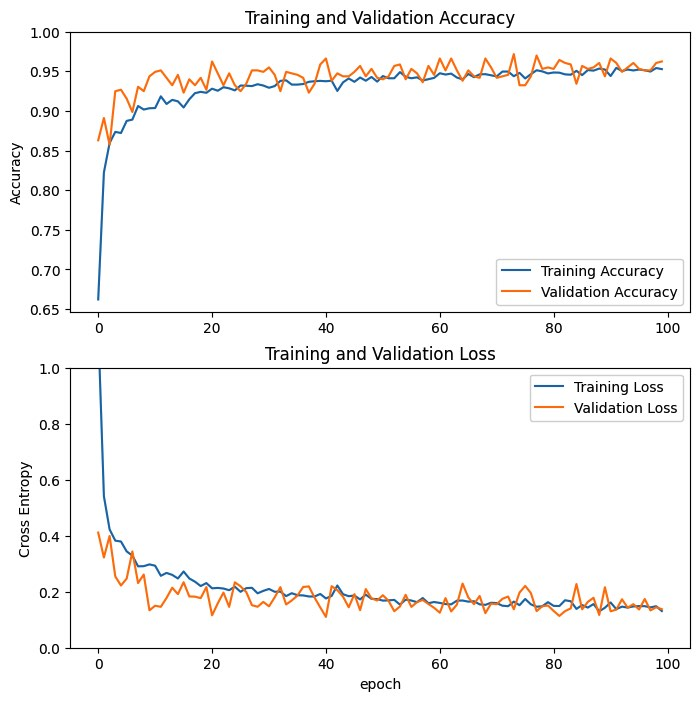 Training and Validation Accuracy
1.00
0.95
0.90
0.85
0.80
0.75
0.70
0.65
Accuracy
Training Accuracy
Validation Accuracy
0 20 40 60 80 100
Training and Validation Loss
1.0
0.8
0.6
0.4
0.2
0.0
Cross Entropy
Training Loss
Validation Loss
0 20 40 60 80 100
epoch